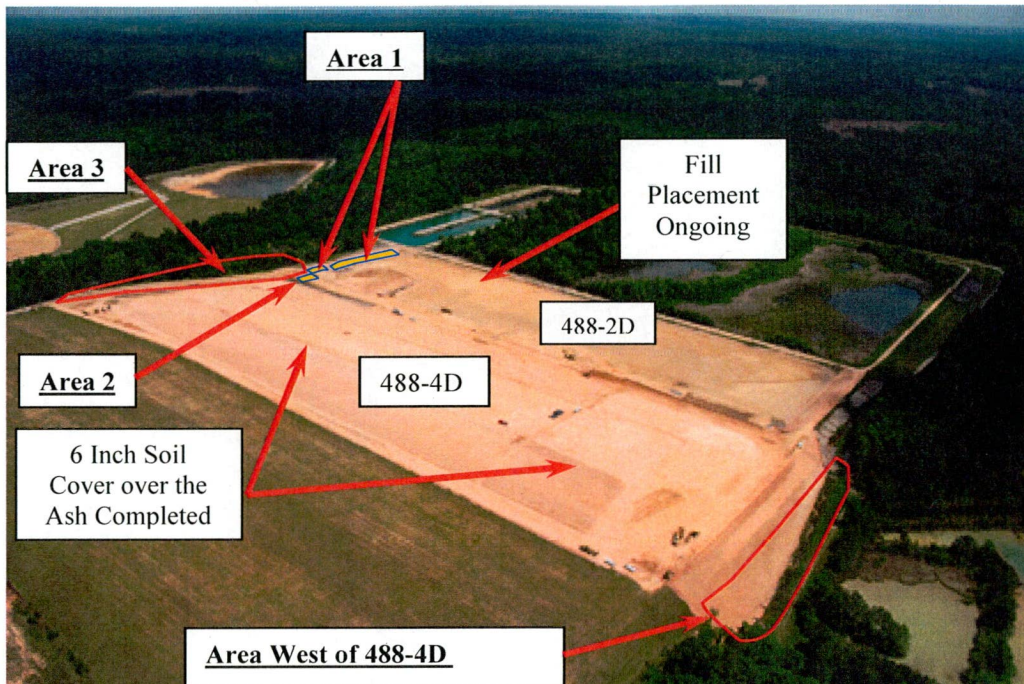 Area 1
Area 3
Fill
Placement
Ongoing
488-2D
Area 2
488-4D
6 Inch Soil
Cover over the
Ash Completed
Area West of 488-4D